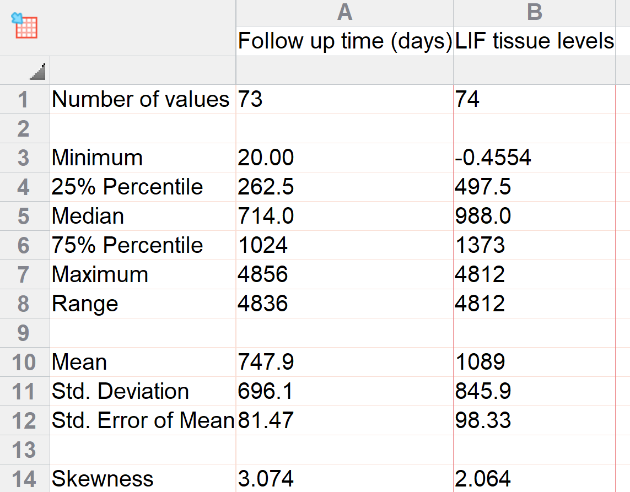 A B
Follow up time (days) LIF tissue levels
1 Number of values 73 74
2
3 Minimum 20.00 -0.4554
4 25% Percentile 262.5 497.5
5 Median 714.0 988.0
6 75% Percentile 1024 1373
7 Maximum 4856 4812
8 Range 4836 4812
9
10 Mean 747.9 1089
11 Std. Deviation 696.1 845.9
12 Std. Error of Mean 81.47 98.33
13
14 Skewness 3.074 2.064